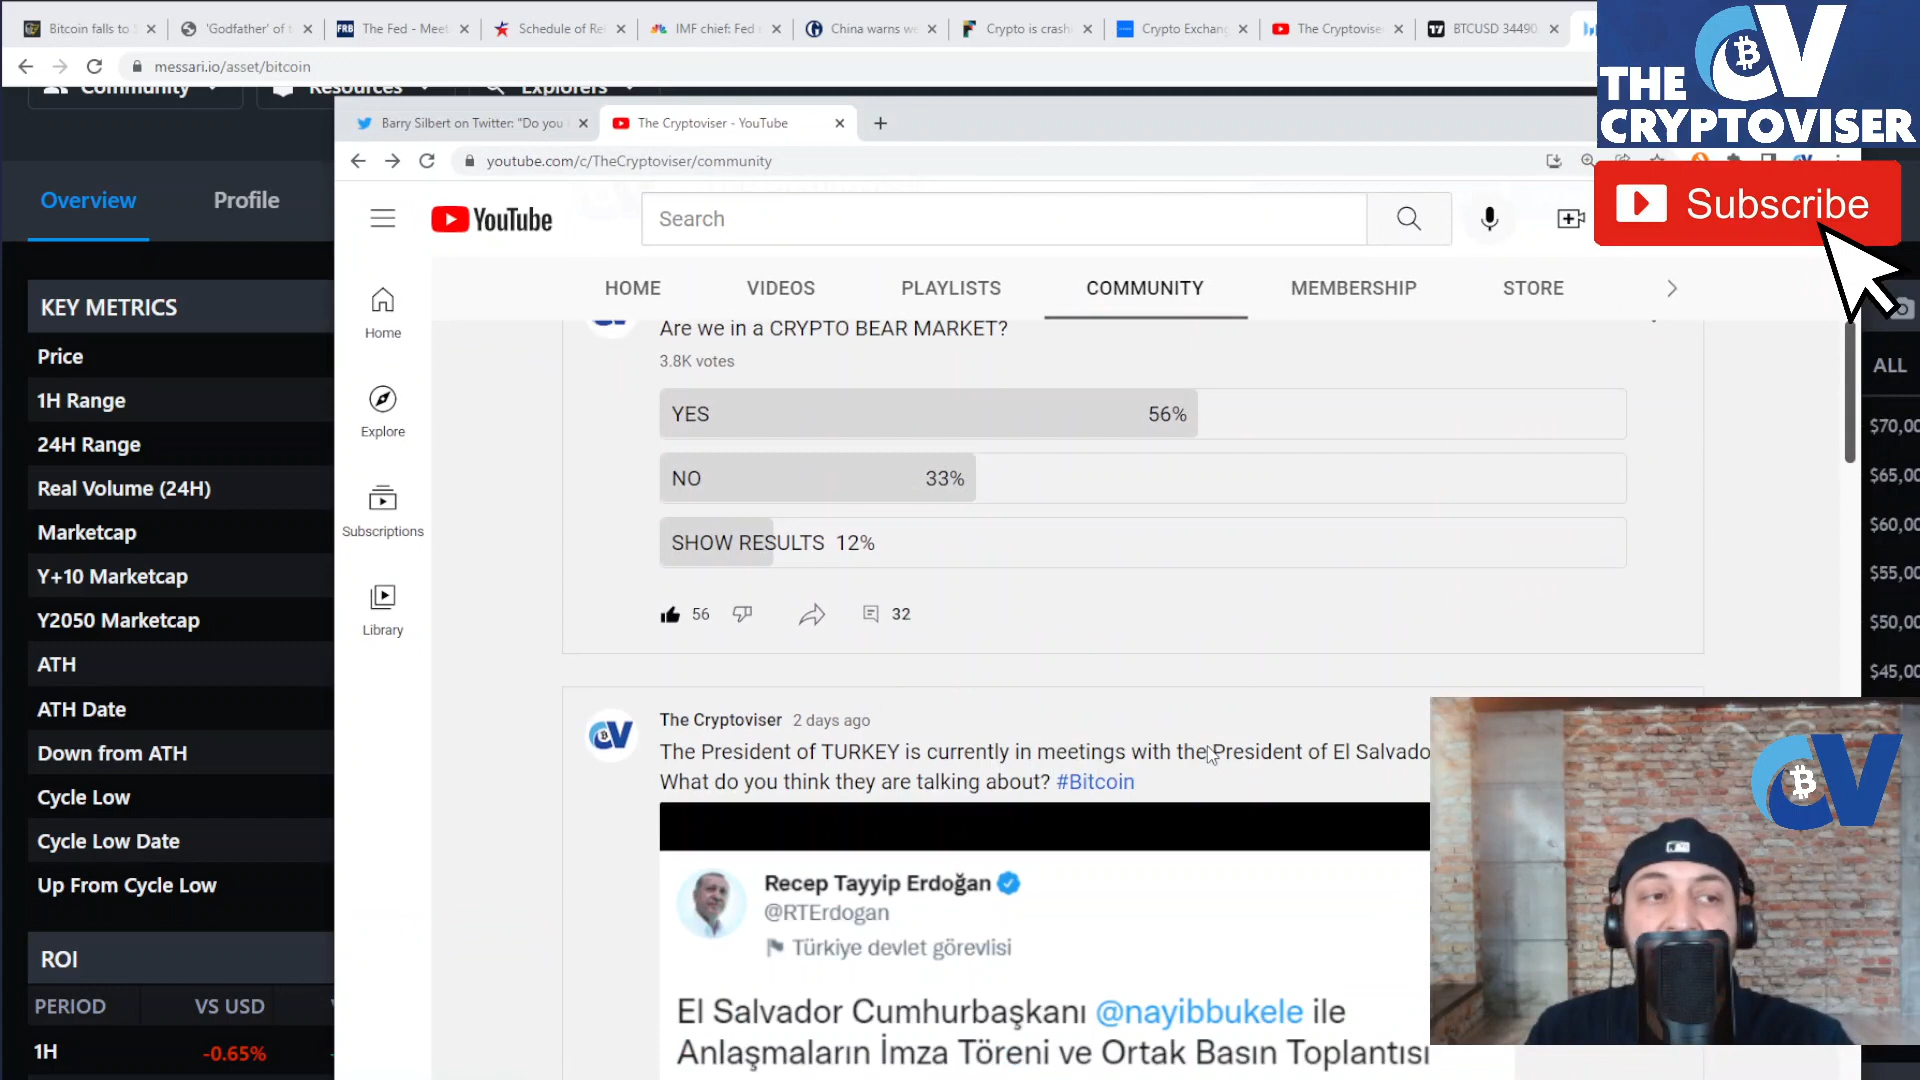 Bitcoin falls to
'Godfather' of t
FRB The Fed - Meet
Schedule of Rel
IMF chief: Fed r
China warns we
Crypto is crash
Crypto Exchang
The Cryptovise
17 BTCUSD 34490
messari.io/asset/bitcoin
Community
Resources
Explorers
THE CV
CRYPTOVISER
Subscribe
Barry Silbert on Twitter: "Do you
The Cryptoviser - YouTube
youtube.com/c/TheCryptoviser/community
Overview
Profile
YouTube
Search
HOME
VIDEOS
PLAYLISTS
COMMUNITY
MEMBERSHIP
STORE
Home
Explore
Subscriptions
Library
KEY METRICS
Price
1H Range
24H Range
Real Volume (24H)
Marketcap
Y+10 Marketcap
Y2050 Marketcap
ATH
ATH Date
Down from ATH
Cycle Low
Cycle Low Date
Up From Cycle Low
ROI
PERIOD
VS USD
1H
-0.65%
Are we in a CRYPTO BEAR MARKET?
3.8K votes
YES 56%
NO 33%
SHOW RESULTS 12%
56
32
The Cryptoviser 2 days ago
The President of TURKEY is currently in meetings with the President of El Salvado
What do you think they are talking about? #Bitcoin
Recep Tayyip Erdoğan
@RTErdogan
Türkiye devlet görevlisi
El Salvador Cumhurbaşkanı @nayibbukele ile
Anlaşmaların İmza Töreni ve Ortak Basın Toplantısı
ALL
$70,00
$65,00
$60,00
$55,00
$50,00
$45,00
CV